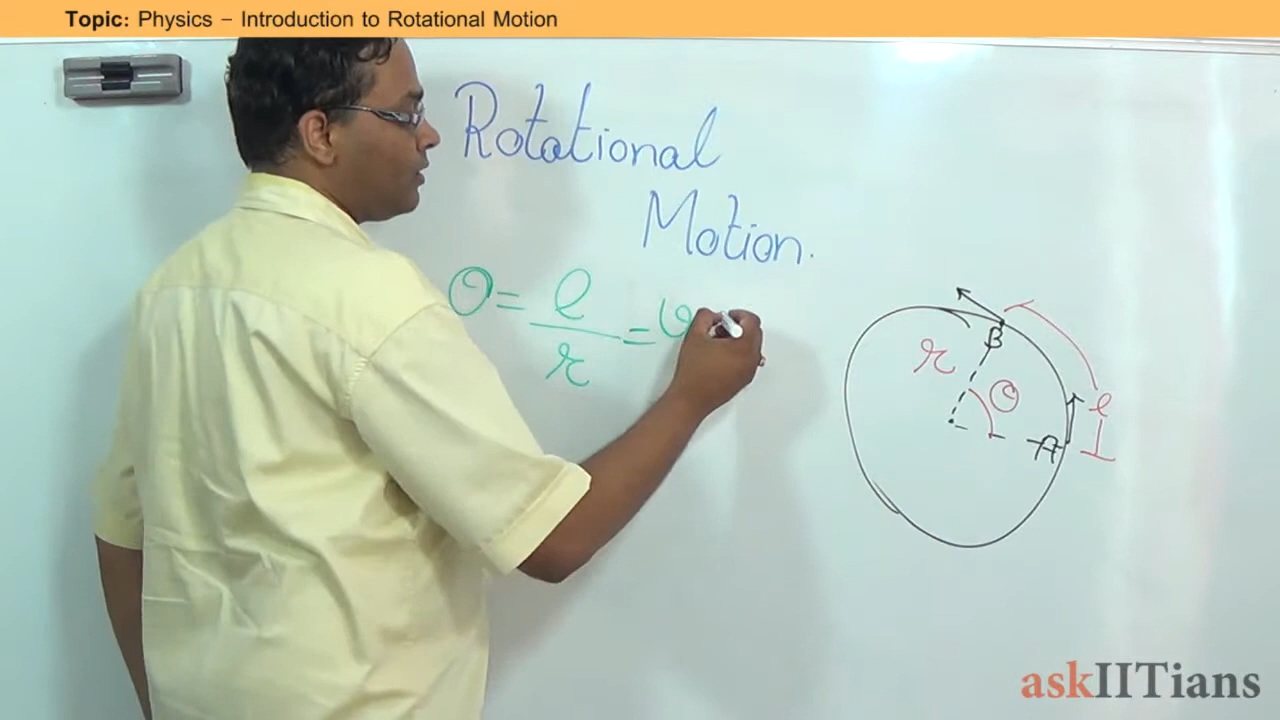 Topic: Physics – Introduction to Rotational Motion
Rotational
Motion.
θ = l/r = v
B
r
θ
l
A
askIITians